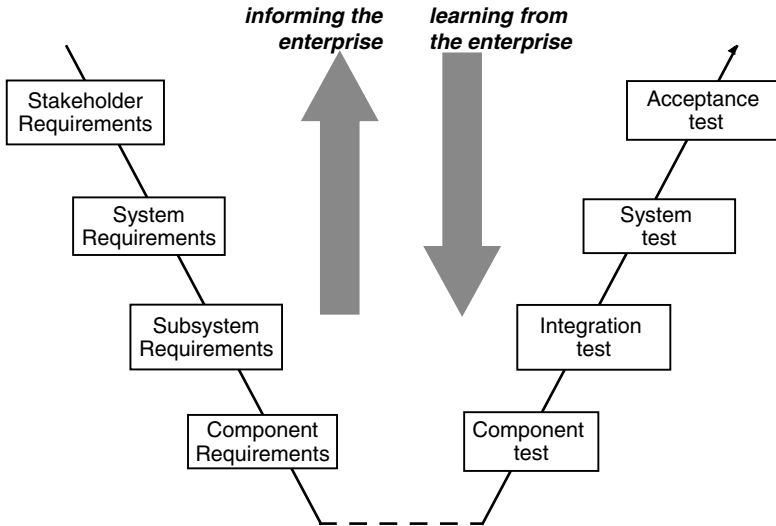 informing the
enterprise
learning from
the enterprise
Stakeholder
Requirements
Acceptance
test
System
Requirements
System
test
Subsystem
Requirements
Integration
test
Component
Requirements
Component
test